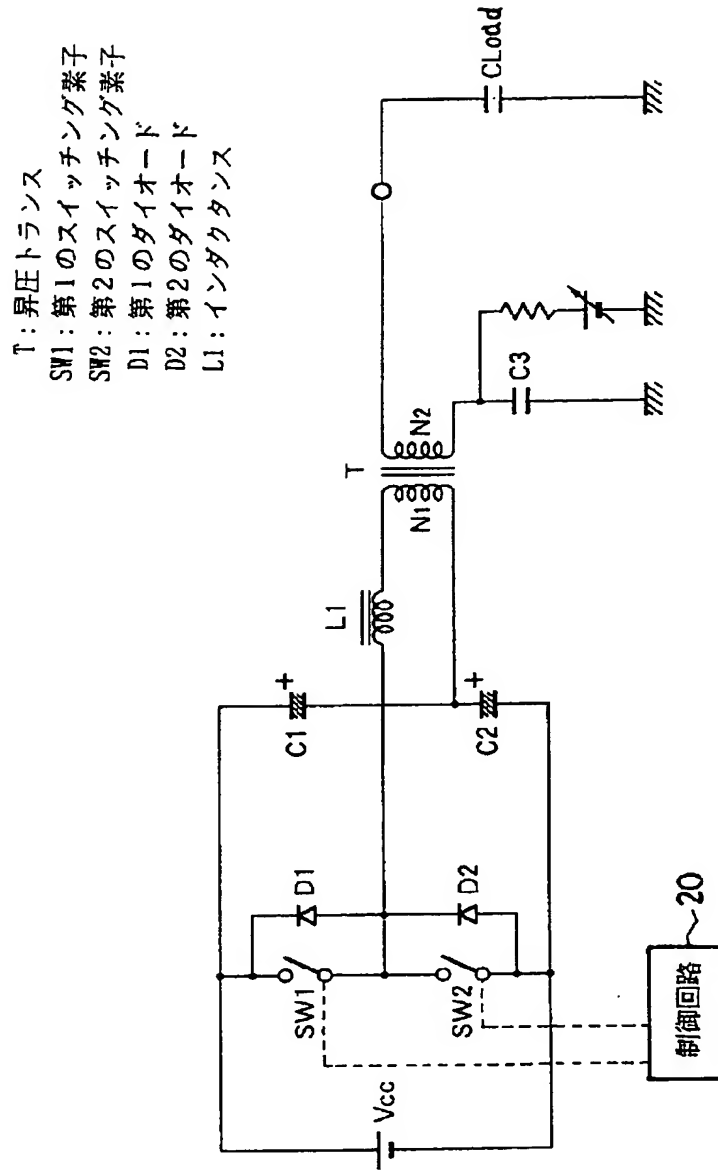 T:昇圧トランス
SW1:第1のスイッチング素子
SW2:第2のスイッチング素子
D1:第1のダイオード
D2:第2のダイオード
L1:インダクタンス
Vcc
SW1
SW2
D1
D2
C1
+
C2
+
L1
T
N1
N2
C3
CLoad
制御回路
20